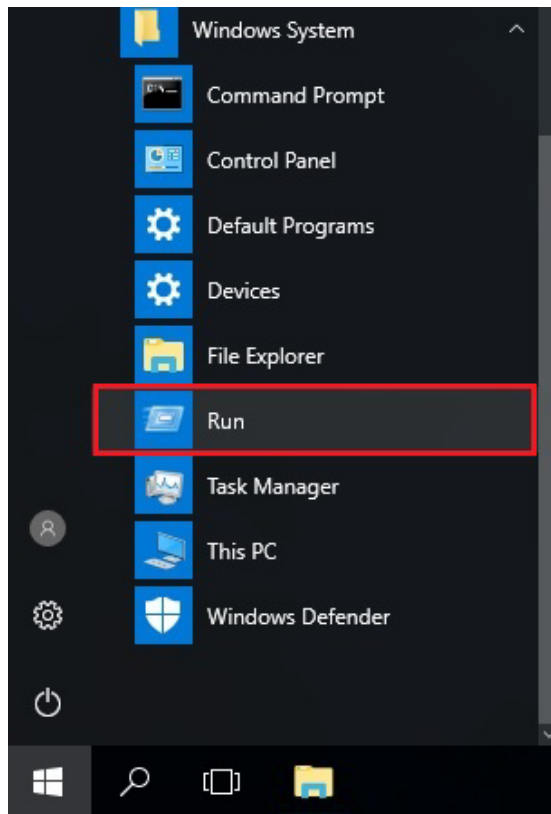 Windows System
Command Prompt
Control Panel
Default Programs
Devices
File Explorer
Run
Task Manager
This PC
Windows Defender